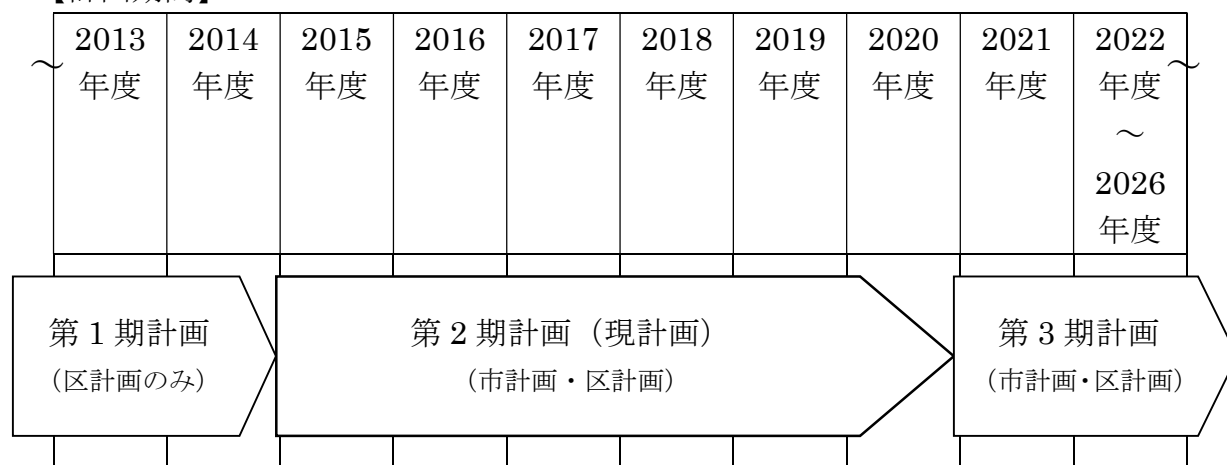 2013 2014 2015 2016 2017 2018 2019 2020 2021 2022
~ 年度 年度 年度 年度 年度 年度 年度 年度 年度 年度 ~
~
2026
年度
第 1 期計画 第 2 期計画（現計画） 第 3 期計画
（区計画のみ） （市計画・区計画） （市計画・区計画）